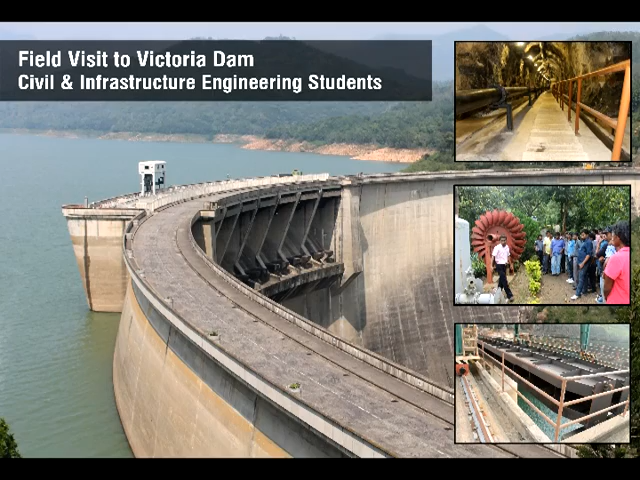 Field Visit to Victoria Dam
Civil & Infrastructure Engineering Students